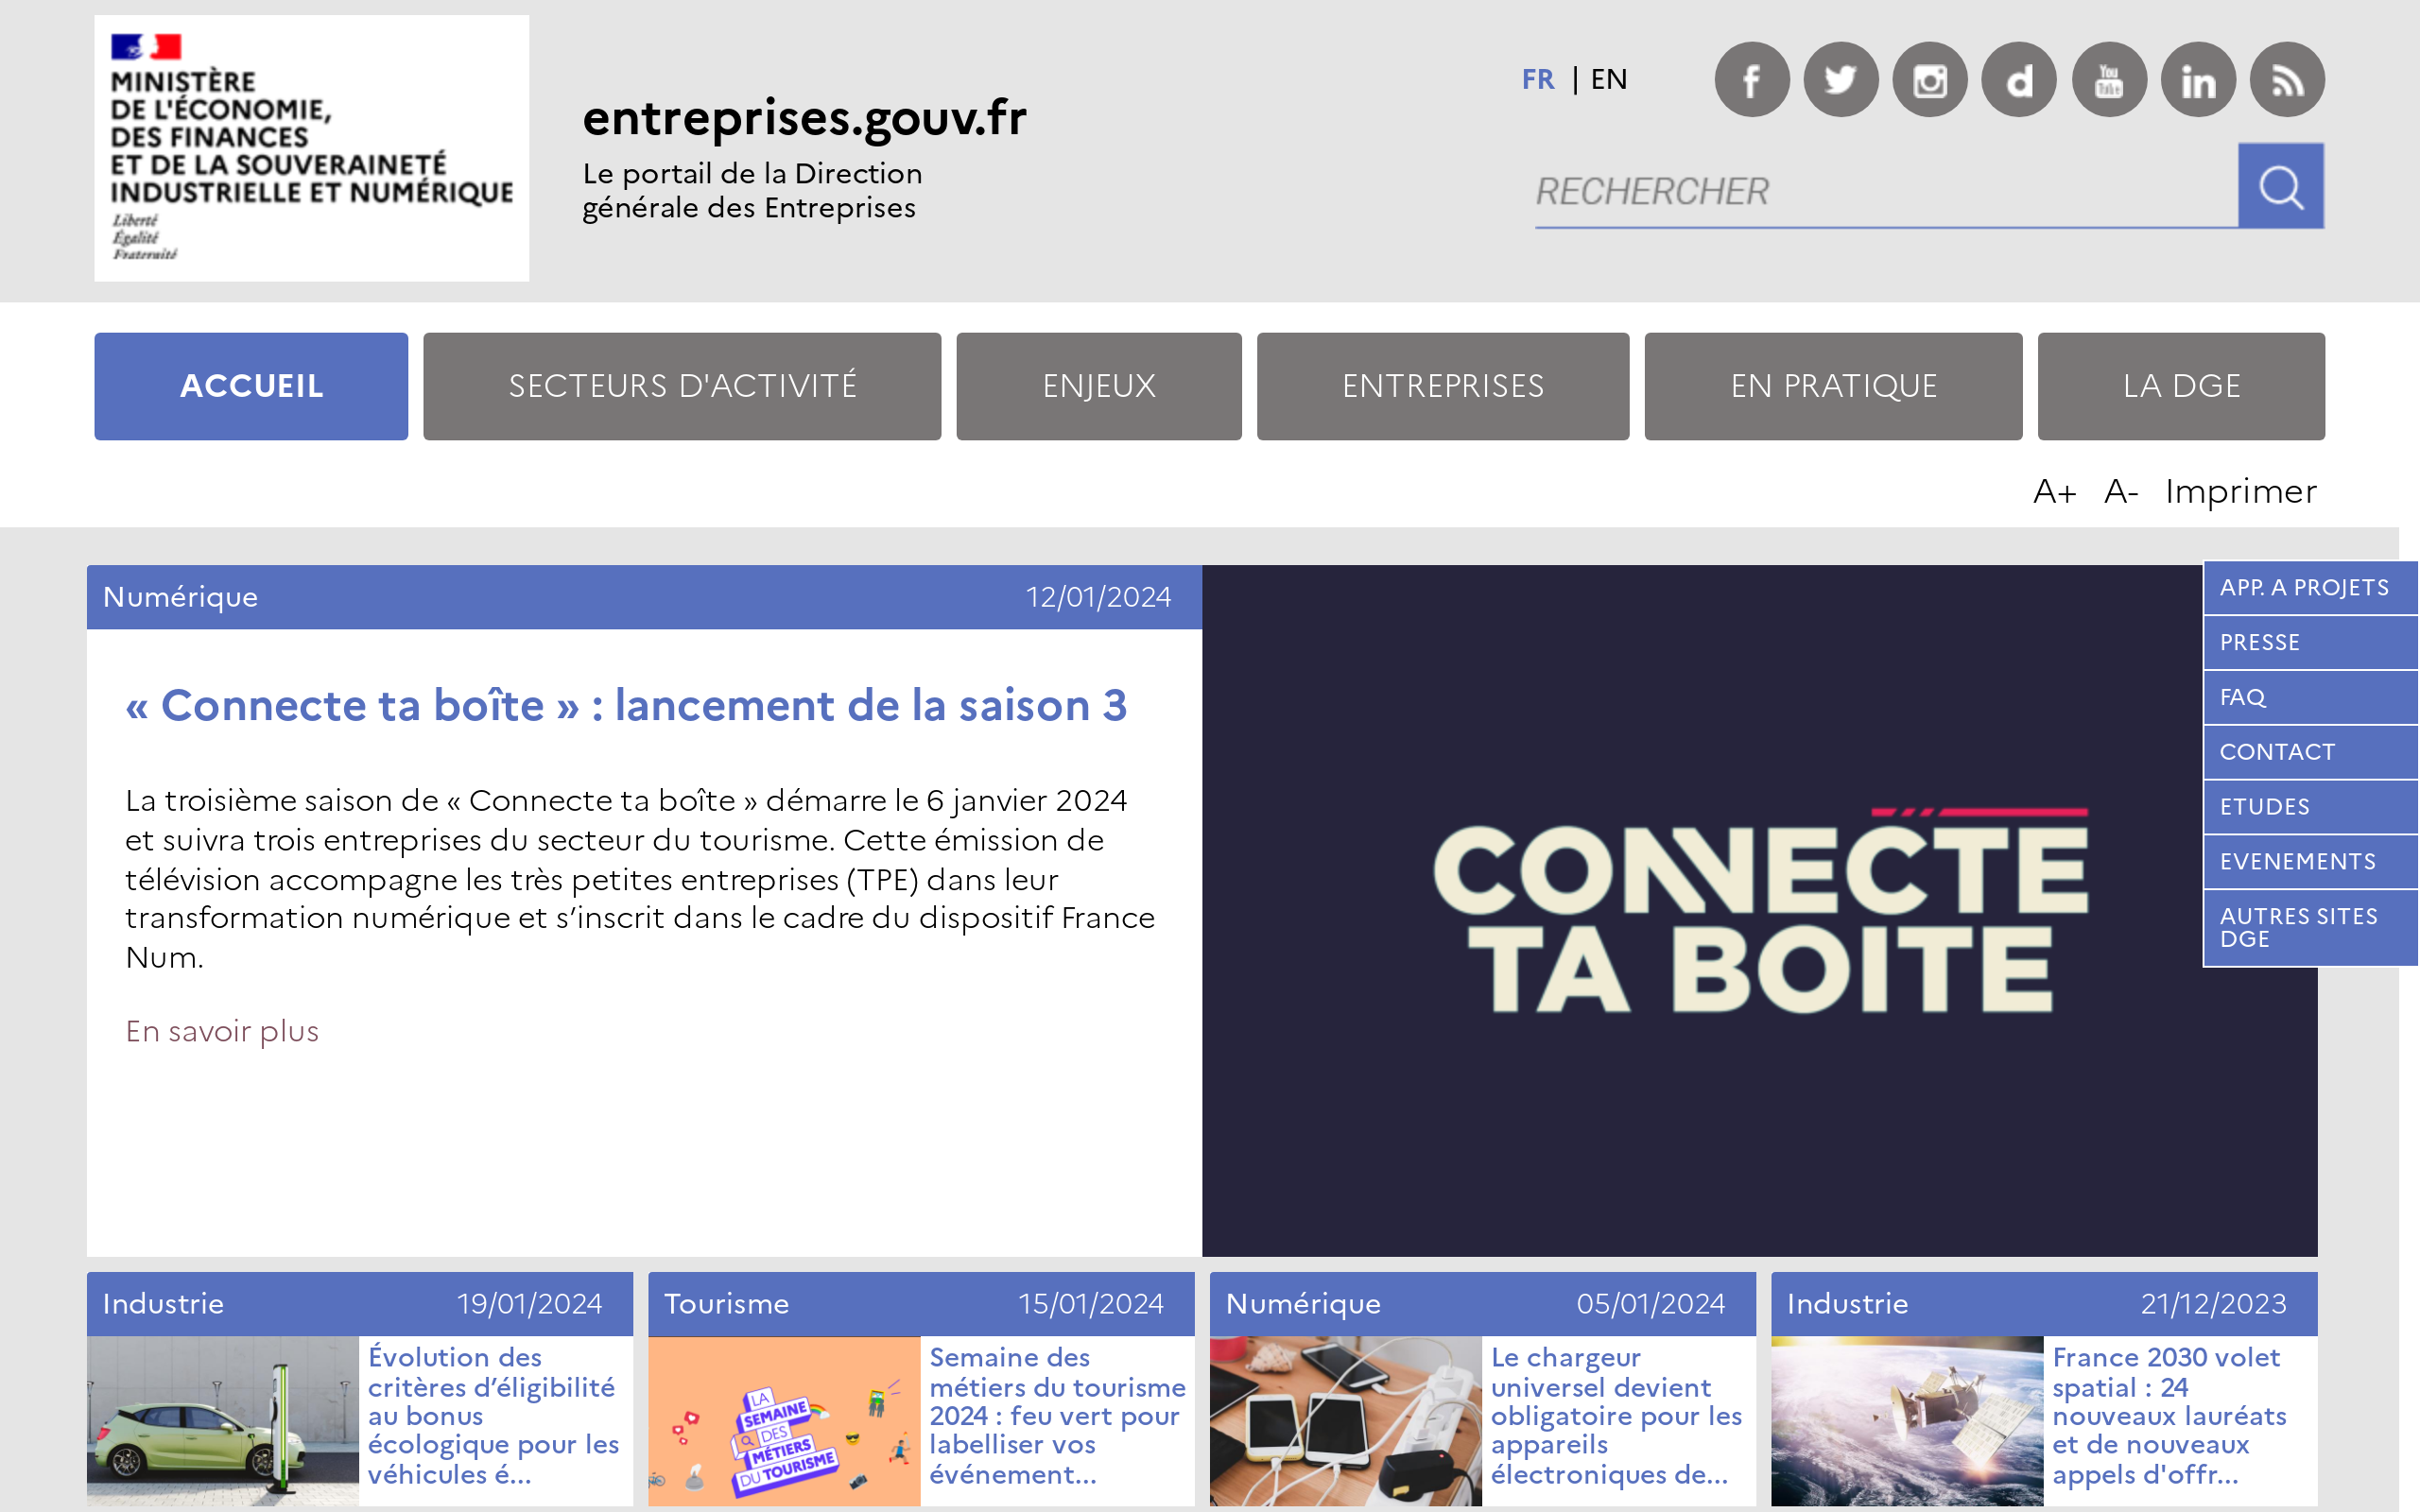 MINISTÈRE
DE L'ÉCONOMIE,
DES FINANCES
ET DE LA SOUVERAINETÉ
INDUSTRIELLE ET NUMÉRIQUE
Liberté
Égalité
Fraternité
entreprises.gouv.fr
Le portail de la Direction
générale des Entreprises
FR | EN
You
Tube
RECHERCHER
ACCUEIL
SECTEURS D'ACTIVITÉ
ENJEUX
ENTREPRISES
EN PRATIQUE
LA DGE
A+ A- Imprimer
Numérique 12/01/2024
« Connecte ta boîte » : lancement de la saison 3
La troisième saison de « Connecte ta boîte » démarre le 6 janvier 2024
et suivra trois entreprises du secteur du tourisme. Cette émission de
télévision accompagne les très petites entreprises (TPE) dans leur
transformation numérique et s’inscrit dans le cadre du dispositif France
Num.
En savoir plus
CONNECTE
TA BOITE
APP. A PROJETS
PRESSE
FAQ
CONTACT
ETUDES
EVENEMENTS
AUTRES SITES
DGE
Industrie 19/01/2024
Évolution des
critères d’éligibilité
au bonus
écologique pour les
véhicules é...
Tourisme 15/01/2024
LA
SEMAINE
DES
MÉTIERS
DU TOURISME
Semaine des
métiers du tourisme
2024 : feu vert pour
labelliser vos
événement...
Numérique 05/01/2024
Le chargeur
universel devient
obligatoire pour les
appareils
électroniques de...
Industrie 21/12/2023
France 2030 volet
spatial : 24
nouveaux lauréats
et de nouveaux
appels d'offr...